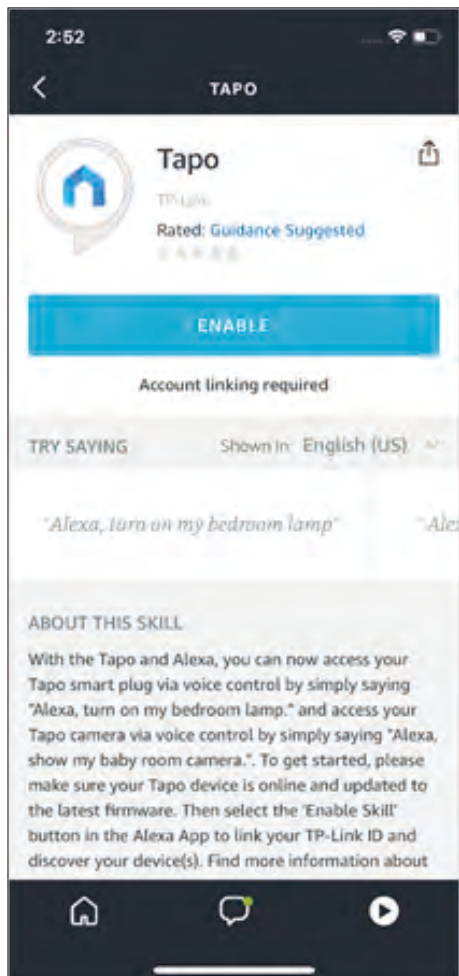 2:52
TAPO
Tapo
TP-Link
Rated: Guidance Suggested
ENABLE
Account linking required
TRY SAYING Shown in: English (US)
"Alexa, turn on my bedroom lamp" "Alex
ABOUT THIS SKILL
With the Tapo and Alexa, you can now access your
Tapo smart plug via voice control by simply saying
"Alexa, turn on my bedroom lamp." and access your
Tapo camera via voice control by simply saying "Alexa,
show my baby room camera.". To get started, please
make sure your Tapo device is online and updated to
the latest firmware. Then select the 'Enable Skill'
button in the Alexa App to link your TP-Link ID and
discover your device(s). Find more information about